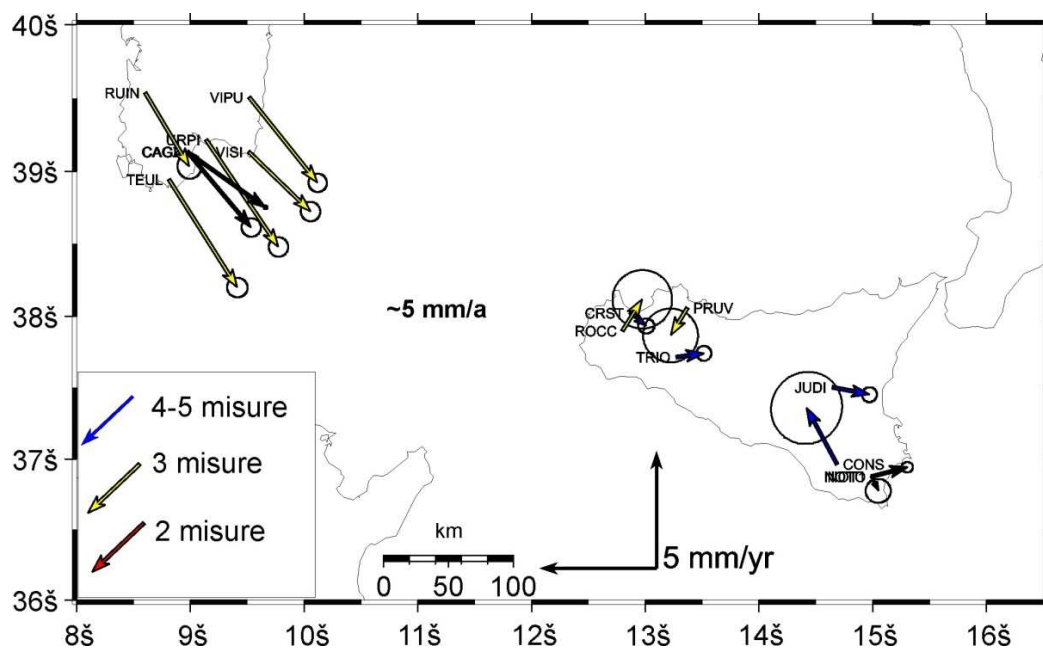 40Š
39Š
38Š
37Š
36Š
RUIN
VIPU
URPI
VISI
TEUL
~5 mm/a
CRST
ROCC
PRUV
TRIO
JUDI
CONS
4-5 misure
3 misure
2 misure
km
0 50 100
5 mm/yr
8Š 9Š 10Š 11Š 12Š 13Š 14Š 15Š 16Š